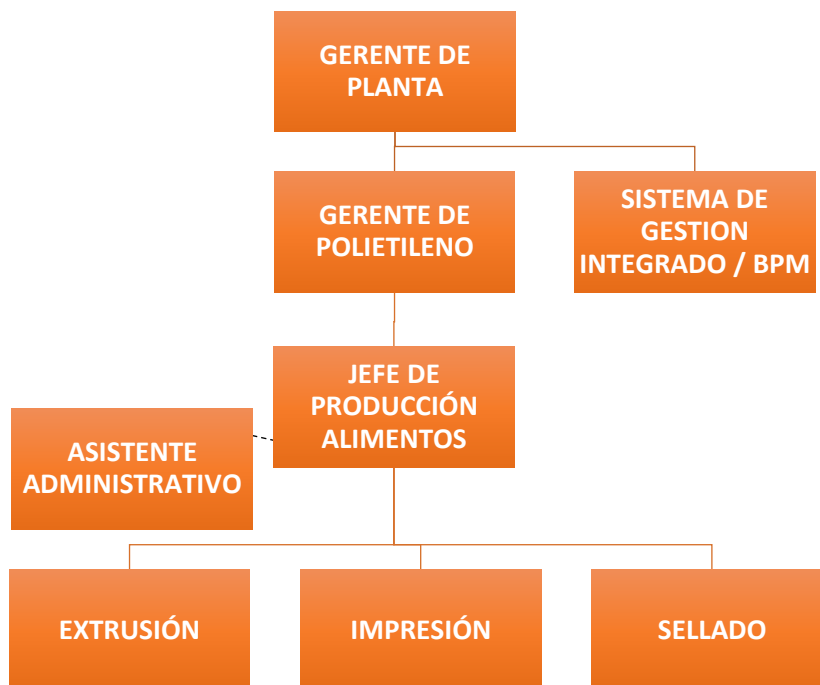 GERENTE DE
PLANTA
GERENTE DE
POLIETILENO
SISTEMA DE
GESTION
INTEGRADO / BPM
JEFE DE
PRODUCCIÓN
ALIMENTOS
ASISTENTE
ADMINISTRATIVO
EXTRUSIÓN
IMPRESIÓN
SELLADO